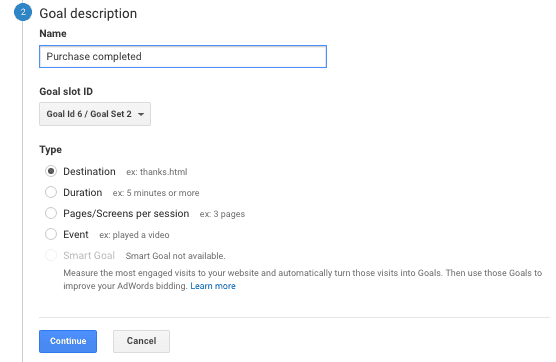 2 Goal description
Name
Purchase completed
Goal slot ID
Goal Id 6 / Goal Set 2
Type
Destination ex: thanks.html
Duration ex: 5 minutes or more
Pages/Screens per session ex: 3 pages
Event ex: played a video
Smart Goal Smart Goal not available.
Measure the most engaged visits to your website and automatically turn those visits into Goals. Then use those Goals to
improve your AdWords bidding. Learn more
Continue Cancel